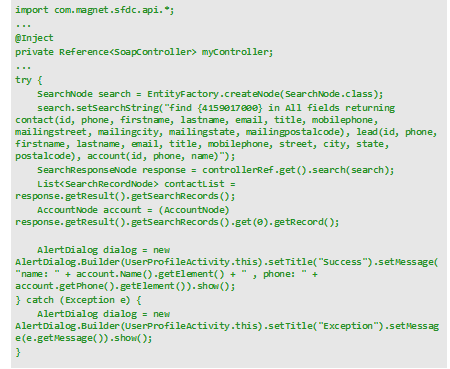 import com.magnet.sfdc.api.*;
...
@Inject
private Reference<SoapController> myController;
...
try {
    SearchNode search = EntityFactory.createNode(SearchNode.class);
    search.setSearchString("find {4159017000} in All fields returning
contact(id, phone, firstname, lastname, email, title, mobilephone,
mailingstreet, mailingcity, mailingstate, mailingpostalcode), lead(id, phone,
firstname, lastname, email, title, mobilephone, street, city, state,
postalcode), account(id, phone, name)");
    SearchResponseNode response = controllerRef.get().search(search);
    List<SearchRecordNode> contactList =
response.getResult().getSearchRecords();
    AccountNode account = (AccountNode)
response.getResult().getSearchRecords().get(0).getRecord();

    AlertDialog dialog = new
AlertDialog.Builder(UserProfileActivity.this).setTitle("Success").setMessage(
"name: " + account.Name().getElement() + " , phone: " +
account.getPhone().getElement()).show();
} catch (Exception e) {
    AlertDialog dialog = new
AlertDialog.Builder(UserProfileActivity.this).setTitle("Exception").setMessag
e(e.getMessage()).show();
}